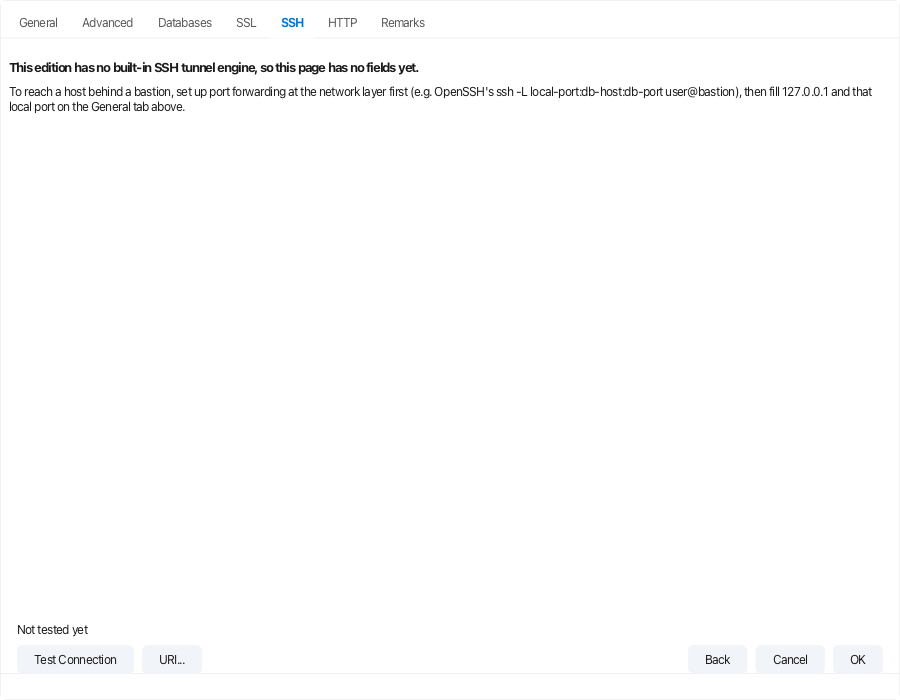 General Advanced Databases SSL SSH HTTP Remarks
This edition has no built-in SSH tunnel engine, so this page has no fields yet.
To reach a host behind a bastion, set up port forwarding at the network layer first (e.g. OpenSSH's ssh -L local-port:db-host:db-port user@bastion), then fill 127.0.0.1 and that
local port on the General tab above.
Not tested yet
Test Connection URI... Back Cancel OK